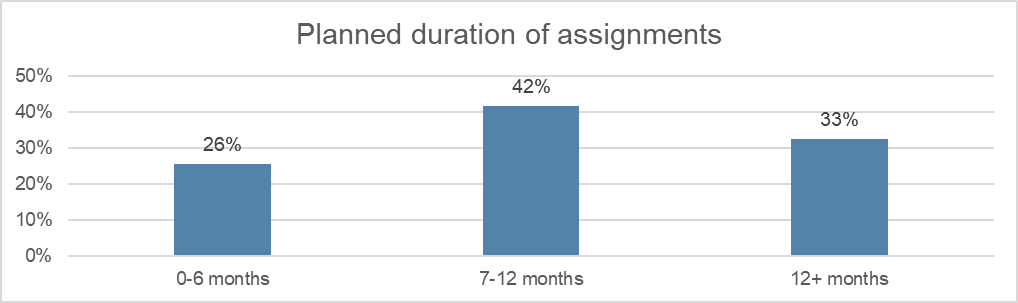 Planned duration of assignments
50%
40%
30%
20%
10%
0%
26%
42%
33%
0-6 months
7-12 months
12+ months